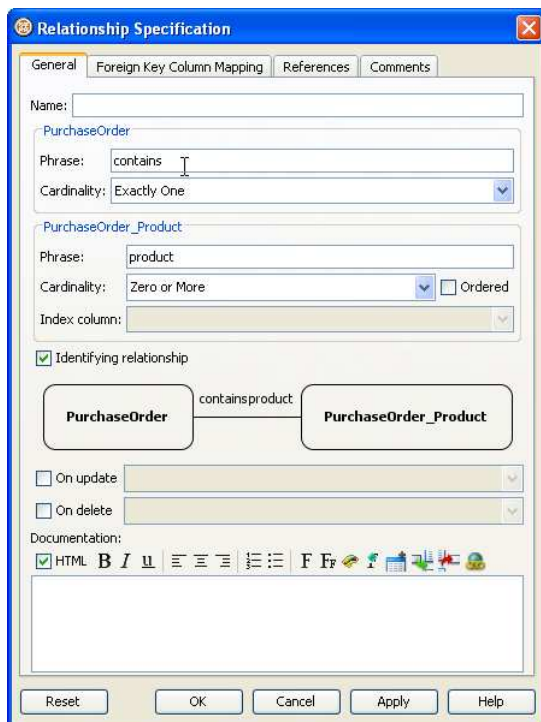 Relationship Specification
General Foreign Key Column Mapping References Comments
Name:
PurchaseOrder
Phrase: contains
Cardinality: Exactly One
PurchaseOrder_Product
Phrase: product
Cardinality: Zero or More Ordered
Index column:
Identifying relationship
containsproduct
PurchaseOrder PurchaseOrder_Product
On update
On delete
Documentation:
HTML B I u F FF f
Reset OK Cancel Apply Help